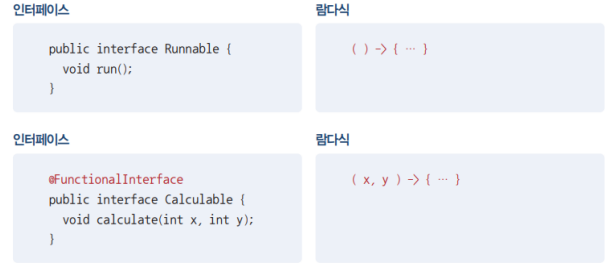 인터페이스
public interface Runnable {
void run();
}
람다식
( ) -> { … }
인터페이스
@FunctionalInterface
public interface Calculable {
void calculate(int x, int y);
}
람다식
( x, y ) -> { … }